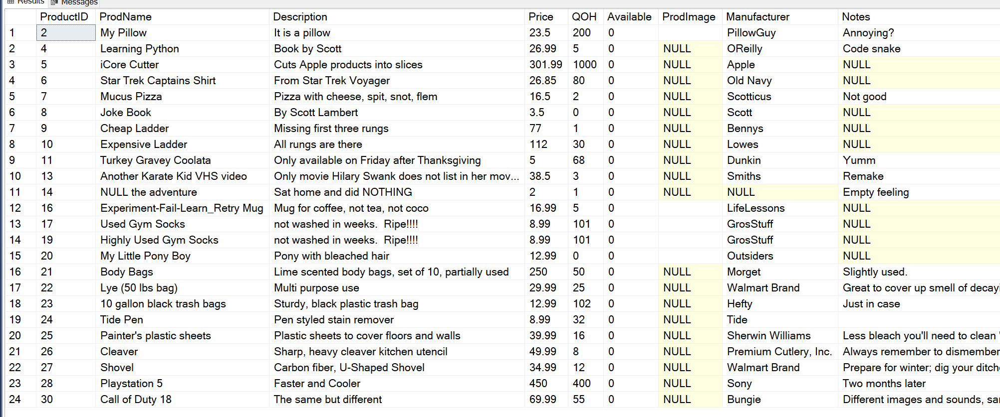 Results Messages
ProductID ProdName Description Price QOH Available ProdImage Manufacturer Notes
1 2 My Pillow It is a pillow 23.5 200 0 PillowGuy Annoying?
2 4 Learning Python Book by Scott 26.99 5 0 NULL OReilly Code snake
3 5 iCore Cutter Cuts Apple products into slices 301.99 1000 0 NULL Apple NULL
4 6 Star Trek Captains Shirt From Star Trek Voyager 26.85 80 0 NULL Old Navy NULL
5 7 Mucus Pizza Pizza with cheese, spit, snot, flem 16.5 2 0 NULL Scotticus Not good
6 8 Joke Book By Scott Lambert 3.5 0 0 NULL Scott NULL
7 9 Cheap Ladder Missing first three rungs 77 1 0 NULL Bennys NULL
8 10 Expensive Ladder All rungs are there 112 30 0 NULL Lowes NULL
9 11 Turkey Gravey Coolata Only available on Friday after Thanksgiving 5 68 0 NULL Dunkin Yumm
10 13 Another Karate Kid VHS video Only movie Hilary Swank does not list in her mov... 38.5 3 0 NULL Smiths Remake
11 14 NULL the adventure Sat home and did NOTHING 2 1 0 NULL NULL Empty feeling
12 16 Experiment-Fail-Learn_Retry Mug Mug for coffee, not tea, not coco 16.99 5 0 LifeLessons NULL
13 17 Used Gym Socks not washed in weeks.  Ripe!!!! 8.99 101 0 GrosStuff NULL
14 19 Highly Used Gym Socks not washed in weeks.  Ripe!!!! 8.99 101 0 GrosStuff NULL
15 20 My Little Pony Boy Pony with bleached hair 12.99 0 0 Outsiders NULL
16 21 Body Bags Lime scented body bags, set of 10, partially used 250 50 0 NULL Morget Slightly used.
17 22 Lye (50 lbs bag) Multi purpose use 29.99 25 0 NULL Walmart Brand Great to cover up smell of decayi
18 23 10 gallon black trash bags Sturdy, black plastic trash bag 12.99 102 0 NULL Hefty Just in case
19 24 Tide Pen Pen styled stain remover 8.99 32 0 NULL Tide
20 25 Painter's plastic sheets Plastic sheets to cover floors and walls 39.99 16 0 NULL Sherwin Williams Less bleach you'll need to clean '
21 26 Cleaver Sharp, heavy cleaver kitchen utencil 49.99 8 0 NULL Premium Cutlery, Inc. Always remember to dismember
22 27 Shovel Carbon fiber, U-Shaped Shovel 34.99 12 0 NULL Walmart Brand Prepare for winter; dig your ditch
23 28 Playstation 5 Faster and Cooler 450 400 0 NULL Sony Two months later
24 30 Call of Duty 18 The same but different 69.99 55 0 NULL Bungie Different images and sounds, sa